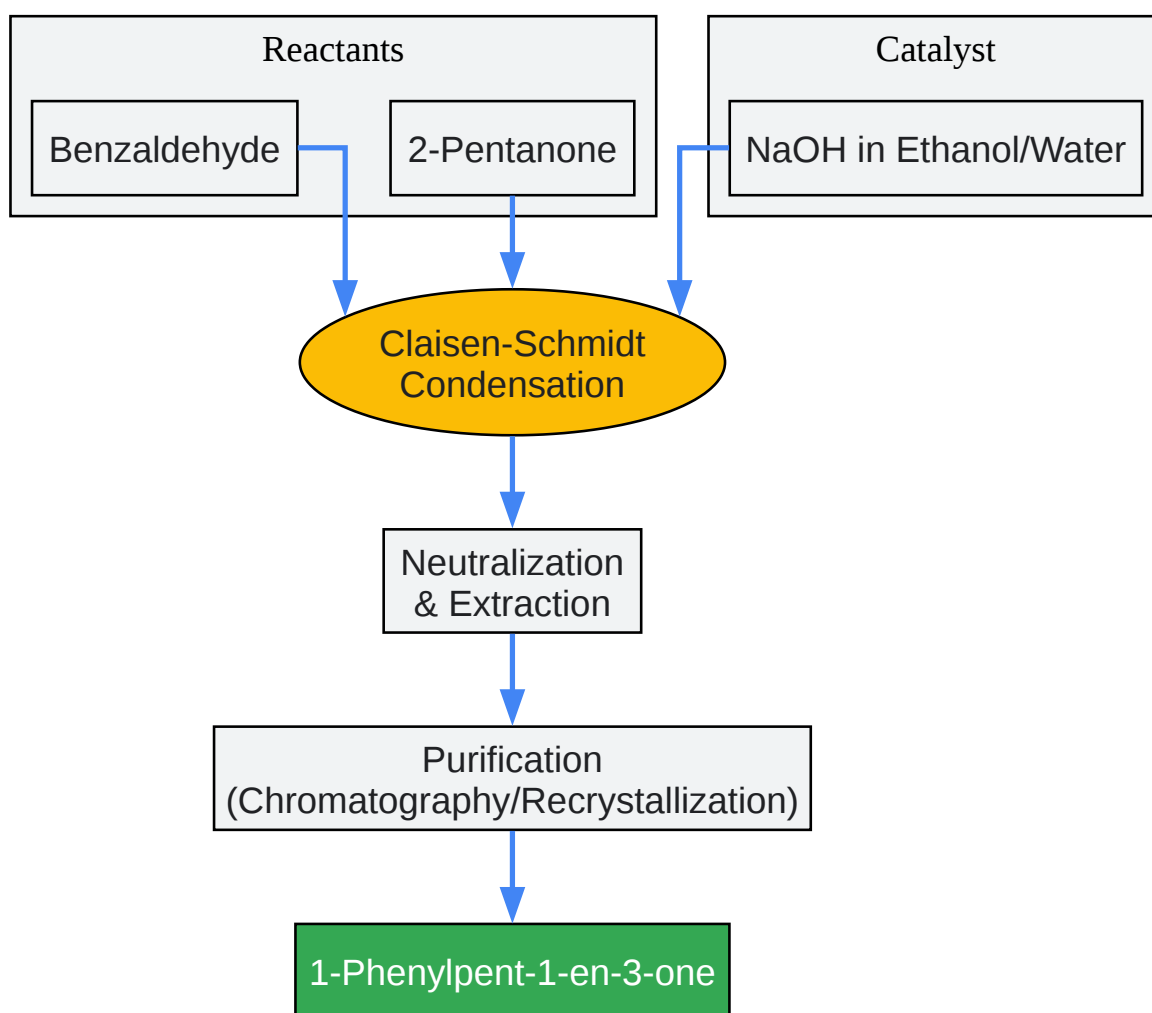 Reactants
Catalyst
Benzaldehyde
2-Pentanone
NaOH in Ethanol/Water
Claisen-Schmidt
Condensation
Neutralization
& Extraction
Purification
(Chromatography/Recrystallization)
1-Phenylpent-1-en-3-one